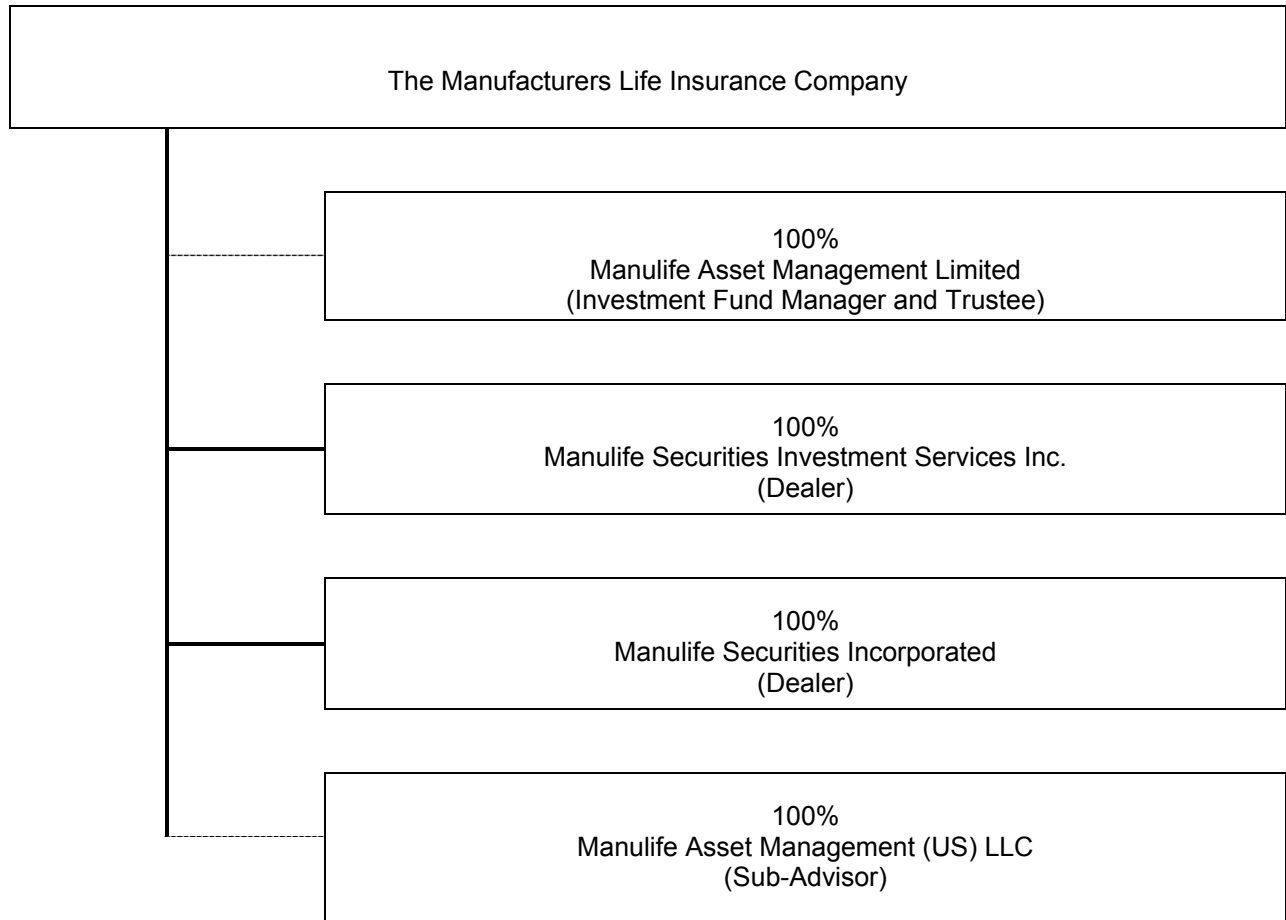 The Manufacturers Life Insurance Company
100%
Manulife Asset Management Limited
(Investment Fund Manager and Trustee)
100%
Manulife Securities Investment Services Inc.
(Dealer)
100%
Manulife Securities Incorporated
(Dealer)
100%
Manulife Asset Management (US) LLC
(Sub-Advisor)